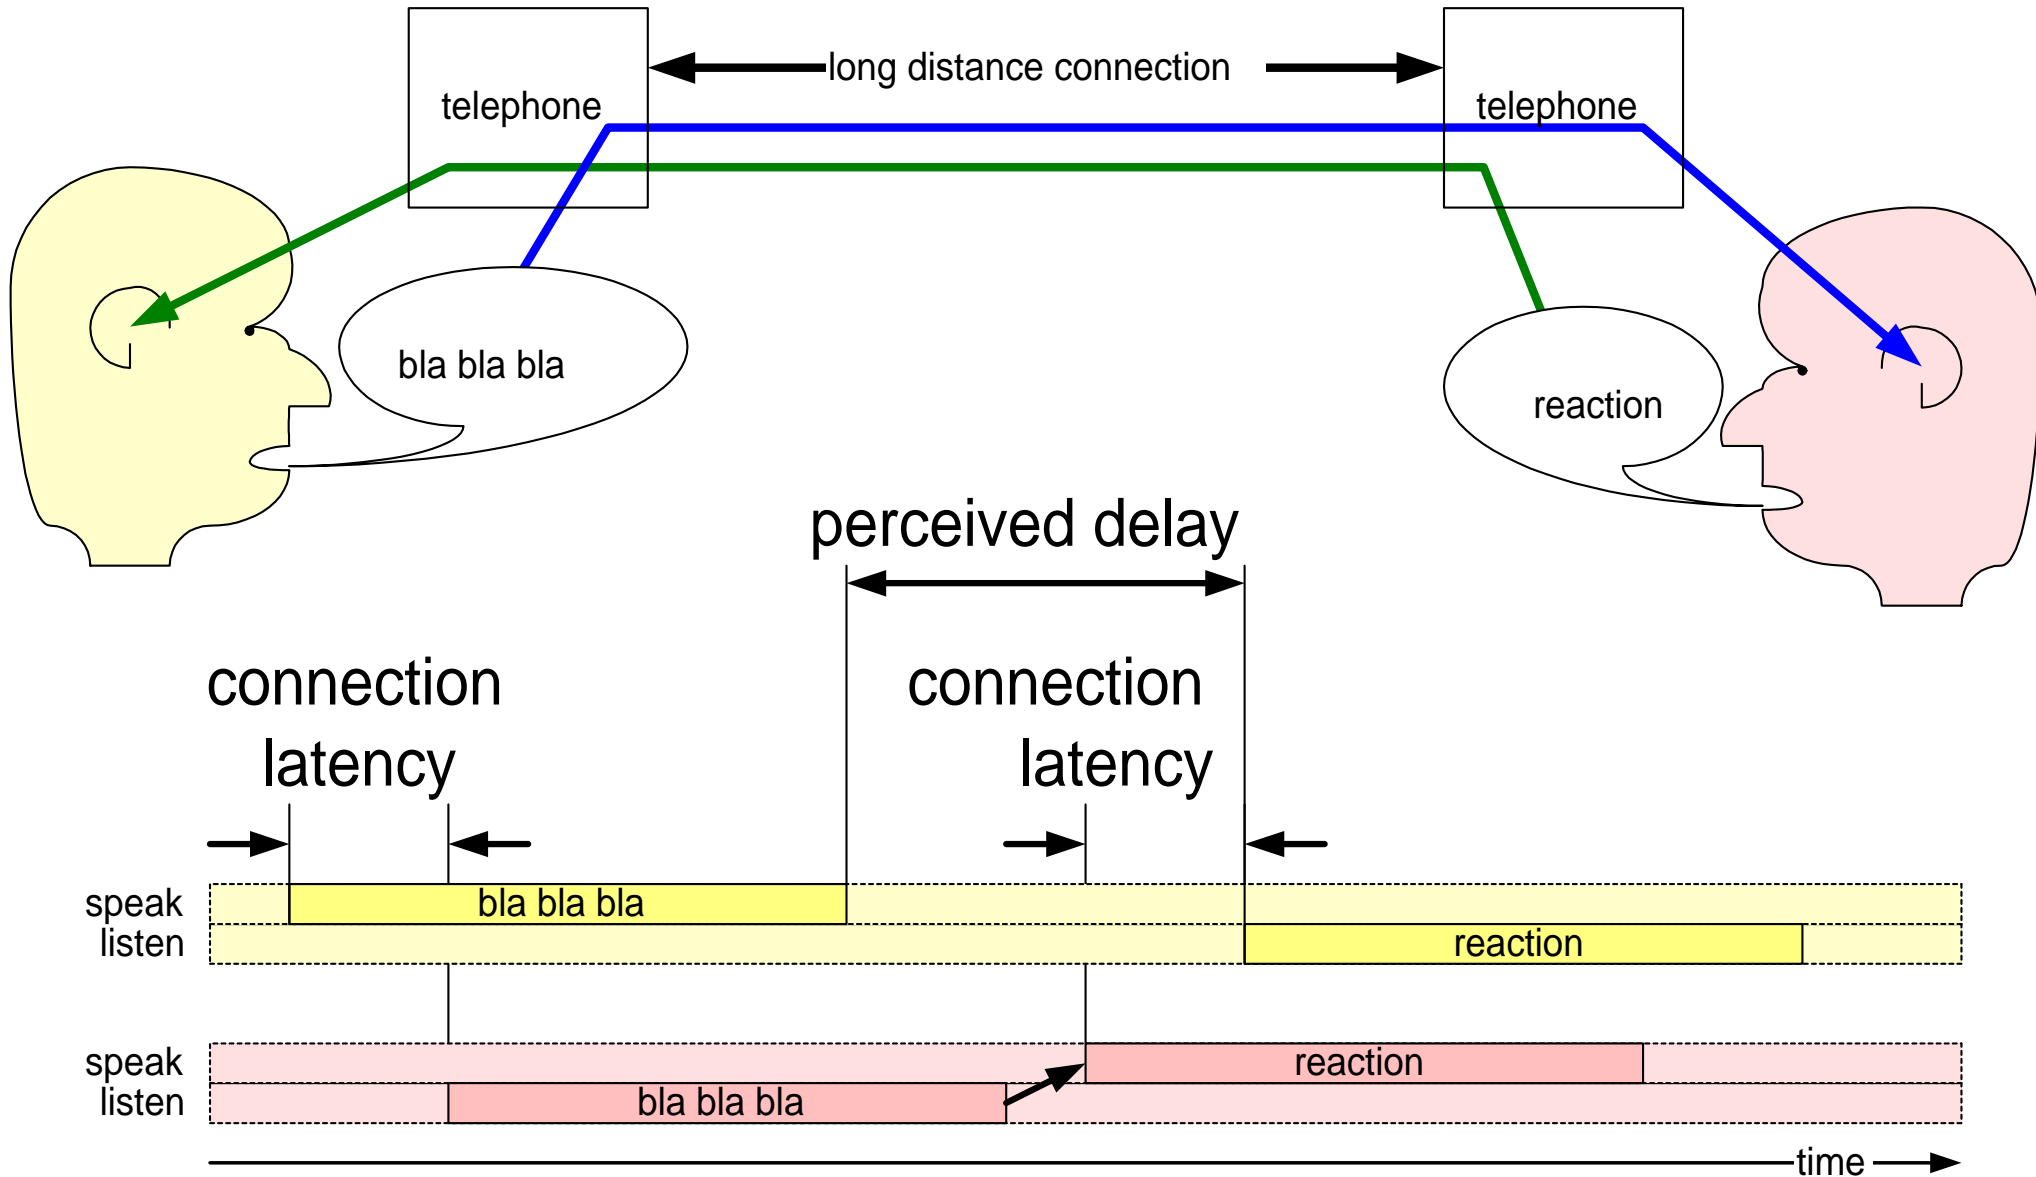 long distance connection
telephone
telephone
bla bla bla
reaction
perceived delay
connection
latency
connection
latency
speak
bla bla bla
listen
reaction
speak
reaction
listen
bla bla bla
time